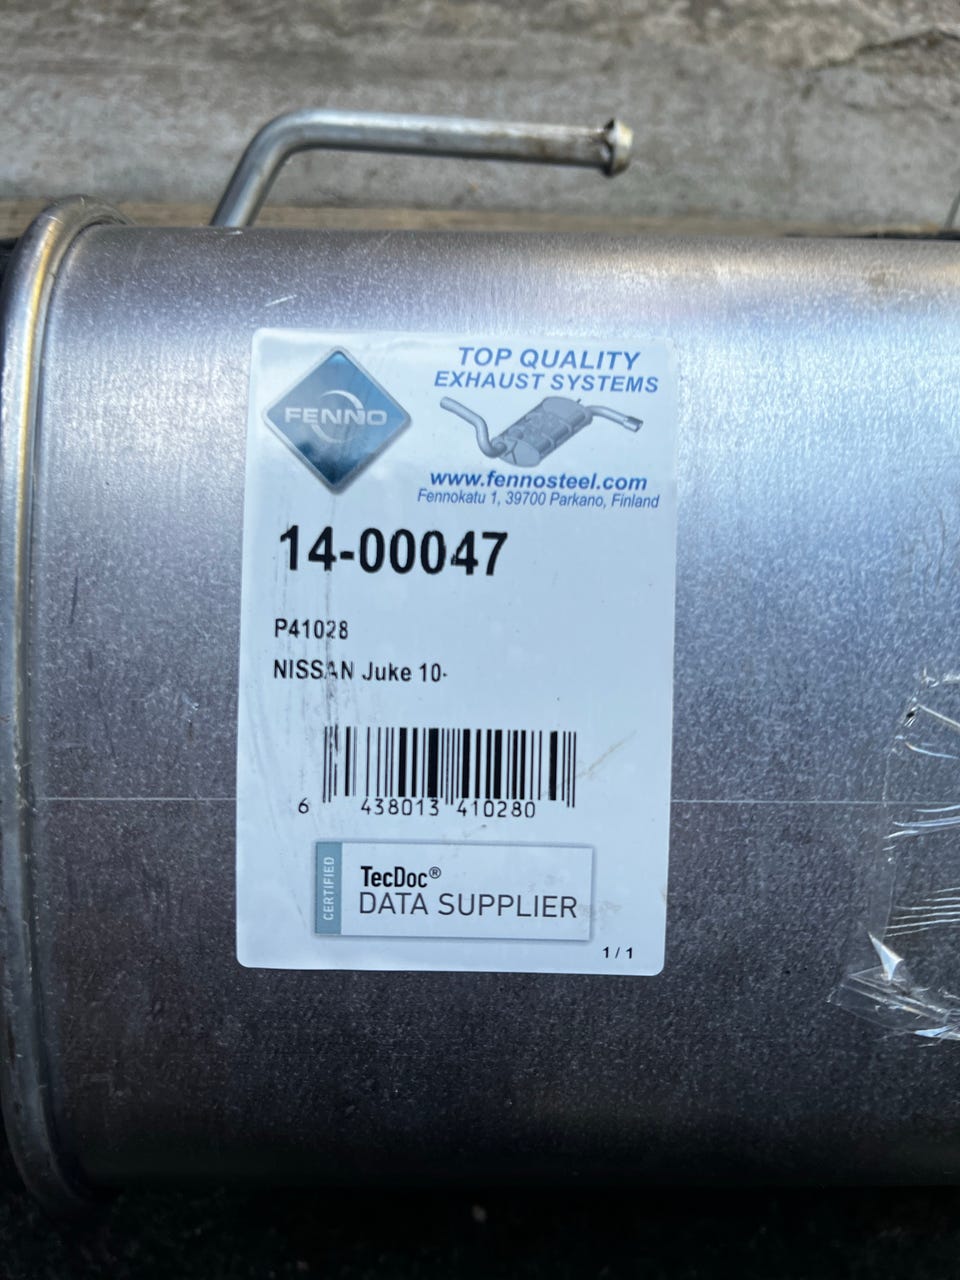 FENNO
TOP QUALITY
EXHAUST SYSTEMS
www.fennosteel.com
Fennokatu 1, 39700 Parkano, Finland
14-00047
P41028
NISSAN Juke 10-
6 438013 410280
CERTIFIED
TecDoc®
DATA SUPPLIER
1 / 1